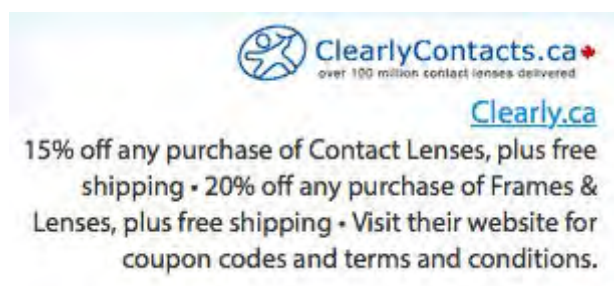 ClearlyContacts.ca
over 100 million contact lenses delivered
Clearly.ca
15% off any purchase of Contact Lenses, plus free
shipping • 20% off any purchase of Frames &
Lenses, plus free shipping • Visit their website for
coupon codes and terms and conditions.